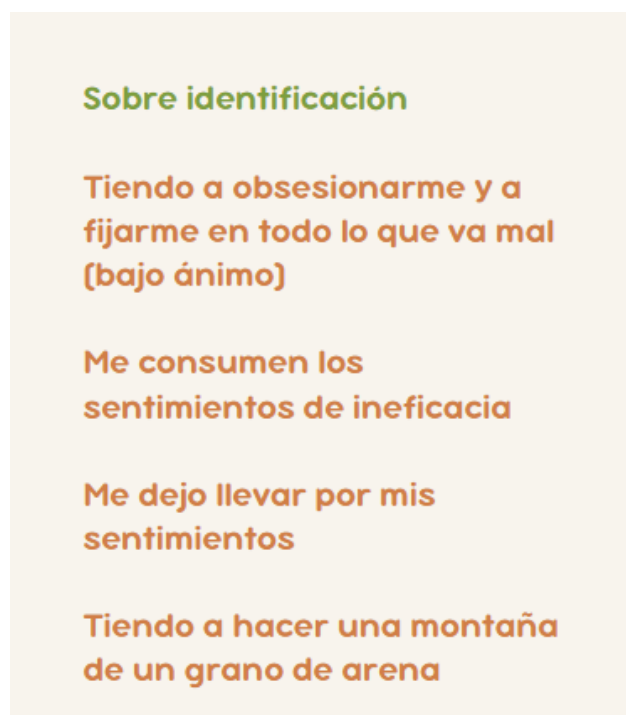 Sobre identificación
Tiendo a obsesionarme y a
fijarme en todo lo que va mal
(bajo ánimo)
Me consumen los
sentimientos de ineficacia
Me dejo llevar por mis
sentimientos
Tiendo a hacer una montaña
de un grano de arena